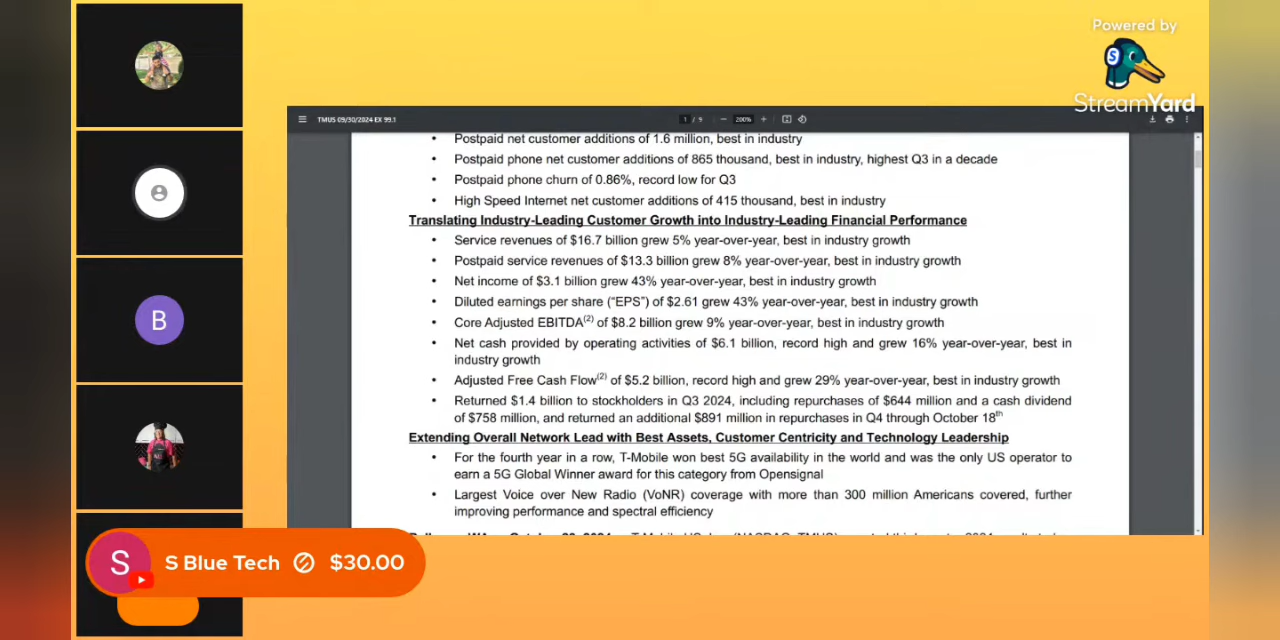 Powered by
StreamYard
TMUS 09/30/2024 EX 99.1
1 / 9
200%
• Postpaid net customer additions of 1.6 million, best in industry
• Postpaid phone net customer additions of 865 thousand, best in industry, highest Q3 in a decade
• Postpaid phone churn of 0.86%, record low for Q3
• High Speed Internet net customer additions of 415 thousand, best in industry
Translating Industry-Leading Customer Growth into Industry-Leading Financial Performance
• Service revenues of $16.7 billion grew 5% year-over-year, best in industry growth
• Postpaid service revenues of $13.3 billion grew 8% year-over-year, best in industry growth
• Net income of $3.1 billion grew 43% year-over-year, best in industry growth
• Diluted earnings per share (“EPS”) of $2.61 grew 43% year-over-year, best in industry growth
• Core Adjusted EBITDA(2) of $8.2 billion grew 9% year-over-year, best in industry growth
• Net cash provided by operating activities of $6.1 billion, record high and grew 16% year-over-year, best in
industry growth
• Adjusted Free Cash Flow(2) of $5.2 billion, record high and grew 29% year-over-year, best in industry growth
• Returned $1.4 billion to stockholders in Q3 2024, including repurchases of $644 million and a cash dividend
of $758 million, and returned an additional $891 million in repurchases in Q4 through October 18th
Extending Overall Network Lead with Best Assets, Customer Centricity and Technology Leadership
• For the fourth year in a row, T-Mobile won best 5G availability in the world and was the only US operator to
earn a 5G Global Winner award for this category from Opensignal
• Largest Voice over New Radio (VoNR) coverage with more than 300 million Americans covered, further
improving performance and spectral efficiency
B
S
S Blue Tech
$30.00